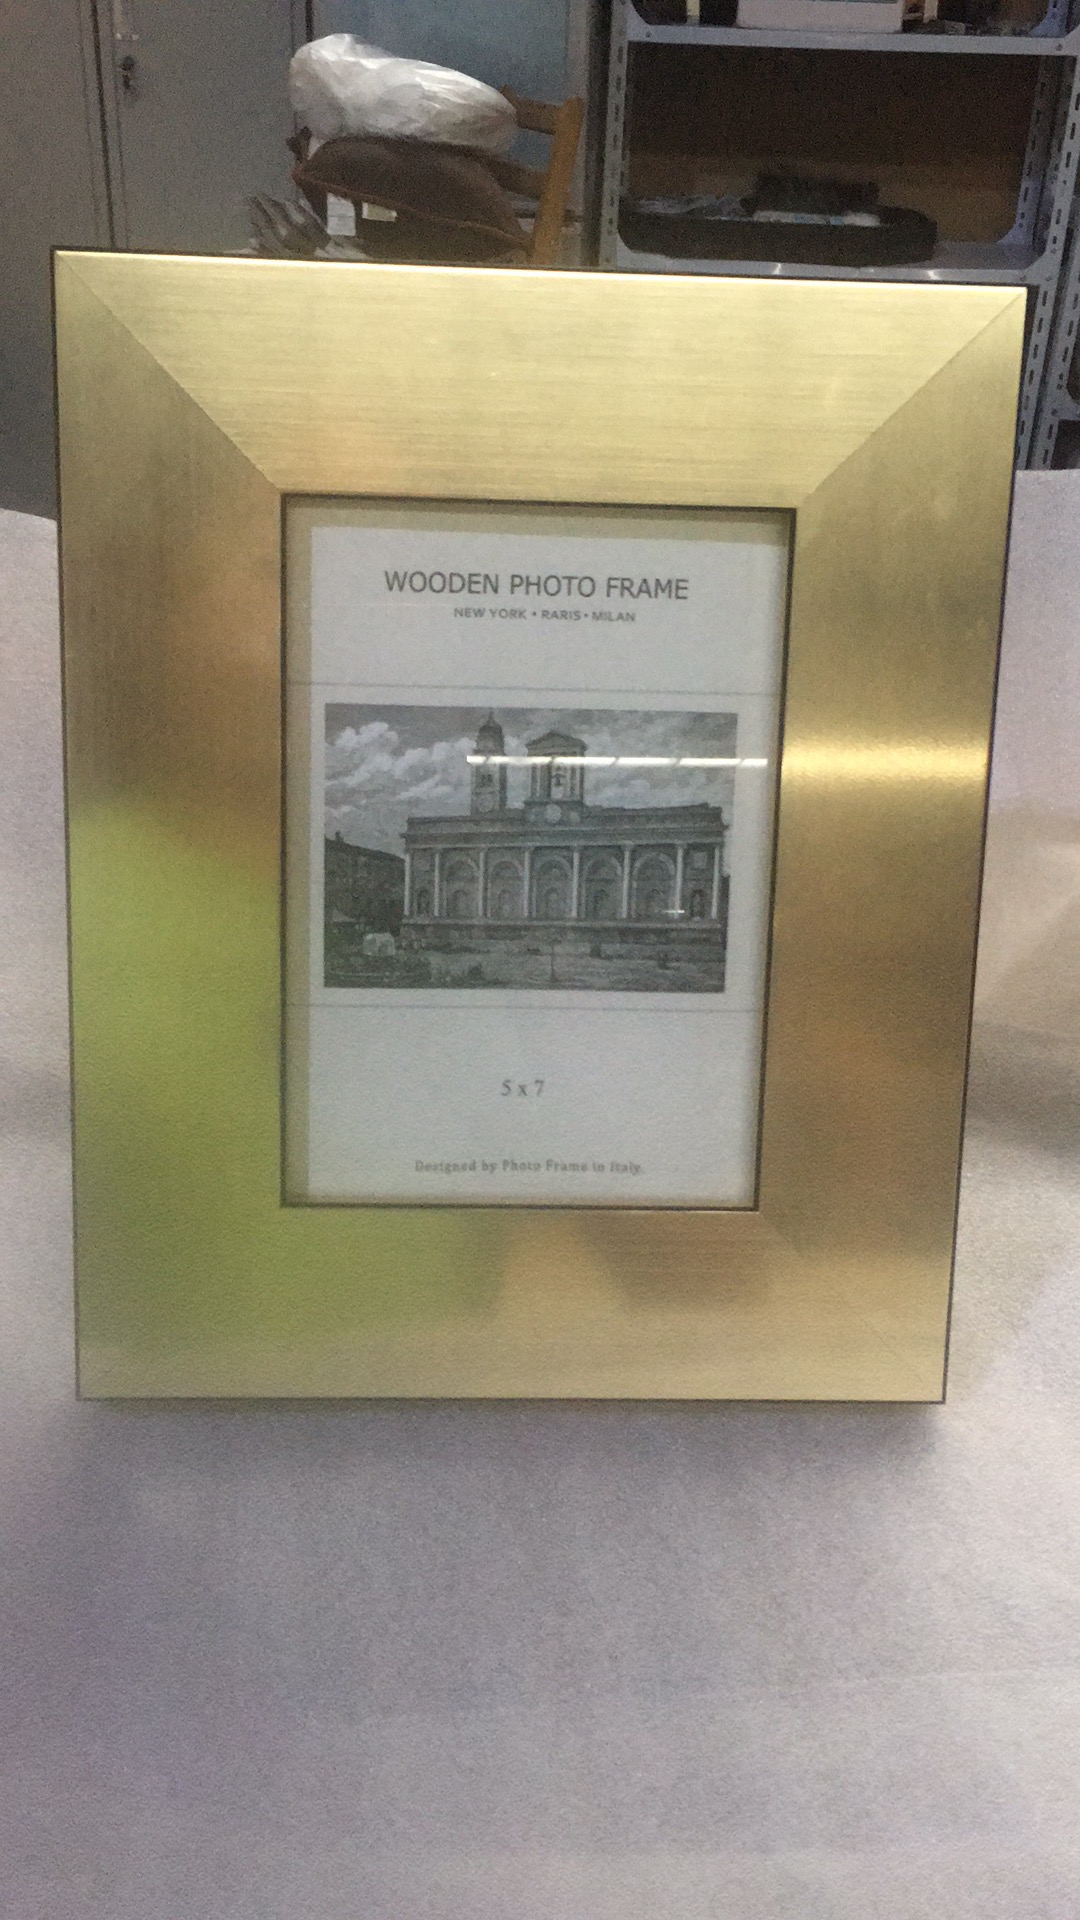 WOODEN PHOTO FRAME
NEW YORK • RARIS • MILAN
5 x 7
Designed by Photo Frame in Italy.